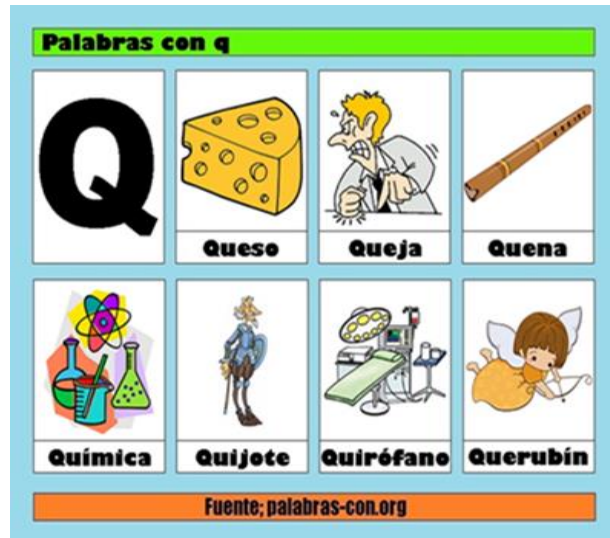 Palabras con q
Q
Queso
Queja
Quena
Química
Quijote
Quirófano
Querubín
Fuente; palabras-con.org